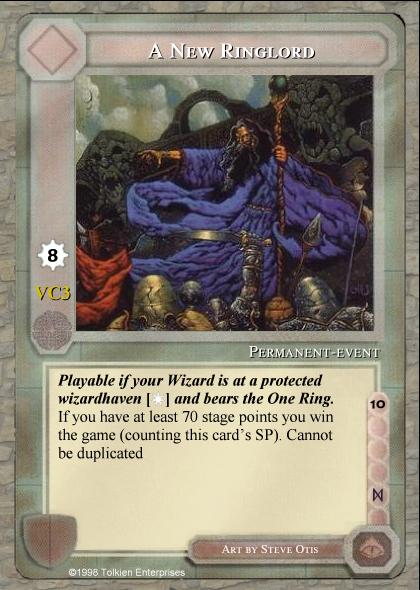 A New Ringlord
8
VC3
Permanent-event
Playable if your Wizard is at a protected
wizardhaven [☼] and bears the One Ring.
If you have at least 70 stage points you win
the game (counting this card's SP). Cannot
be duplicated
10
Art by Steve Otis
©1998 Tolkien Enterprises